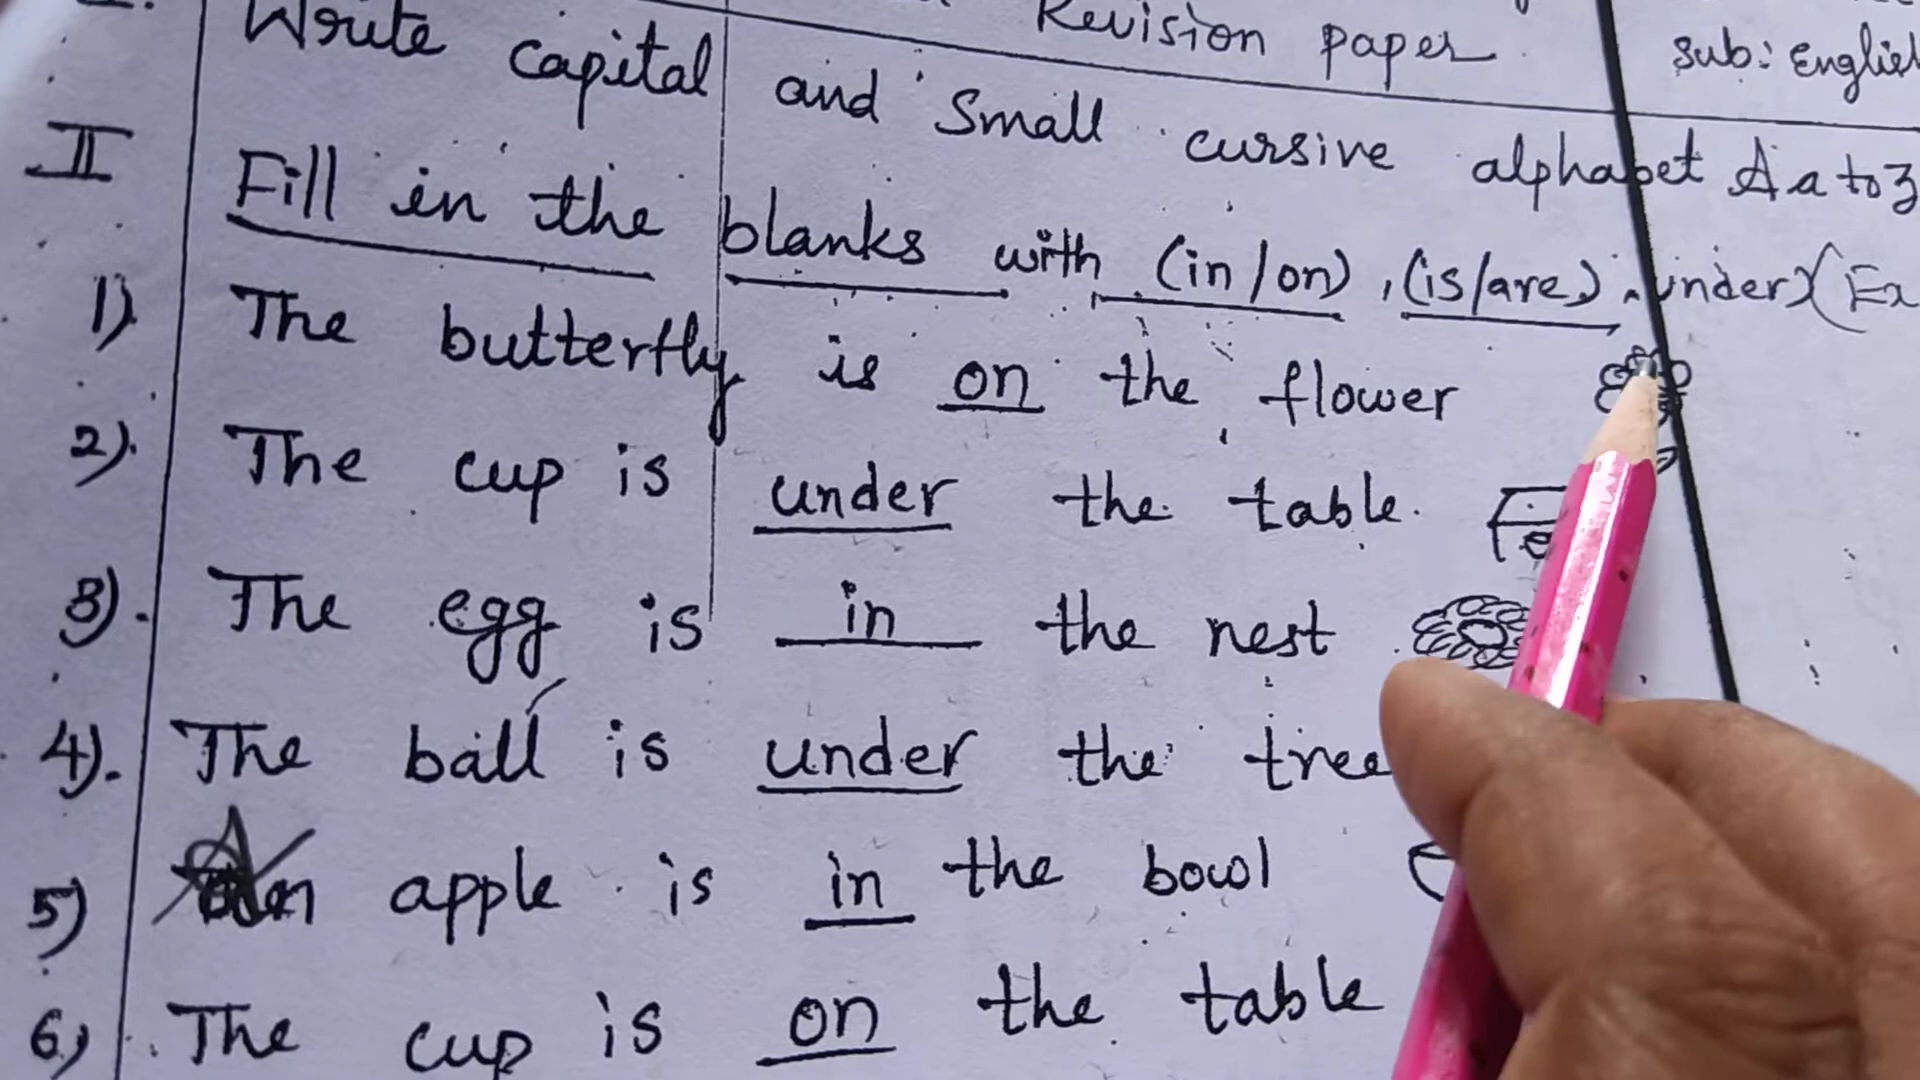 Revision paper
Sub: English
Write capital and small cursive alphabet A a to z
II Fill in the blanks with (in/on), (is/are), under) (Ex
1) The butterfly is on the flower
2). The cup is under the table.
3). The egg is in the nest
4). The ball is under the tree
5) An apple is in the bowl
6) The cup is on the table